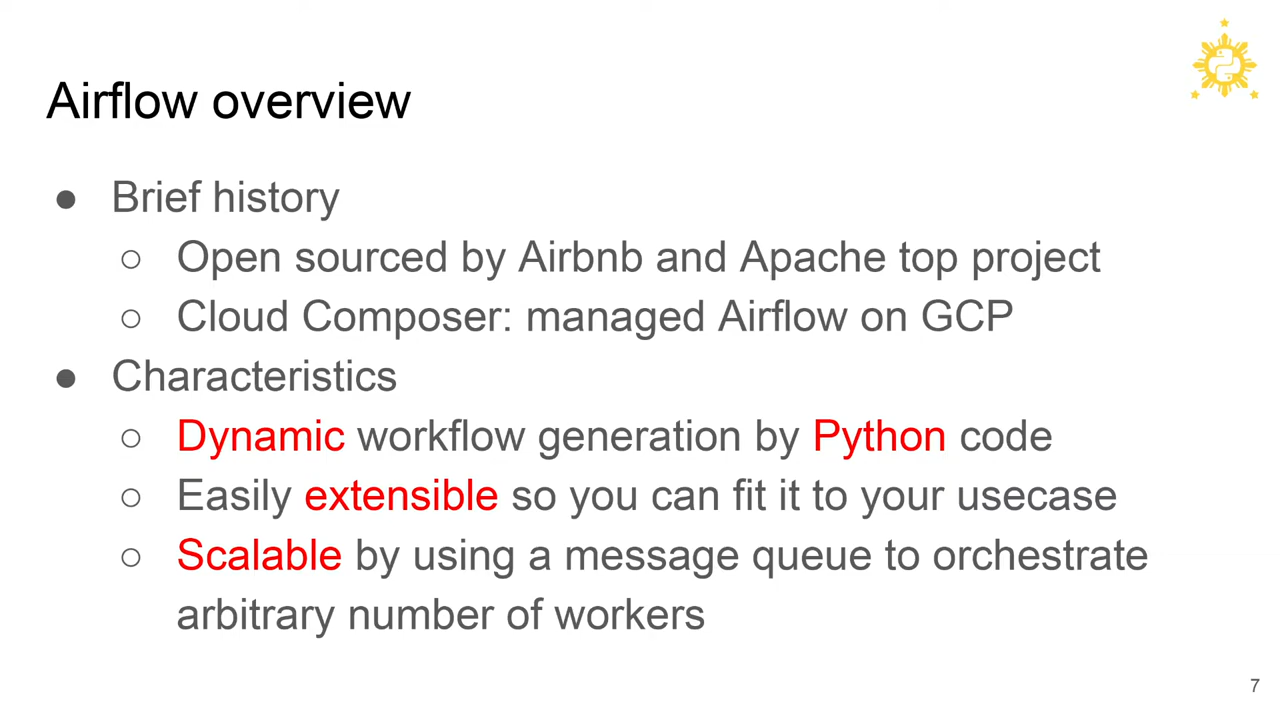 Airflow overview
● Brief history
○ Open sourced by Airbnb and Apache top project
○ Cloud Composer: managed Airflow on GCP
● Characteristics
○ Dynamic workflow generation by Python code
○ Easily extensible so you can fit it to your usecase
○ Scalable by using a message queue to orchestrate
arbitrary number of workers
7